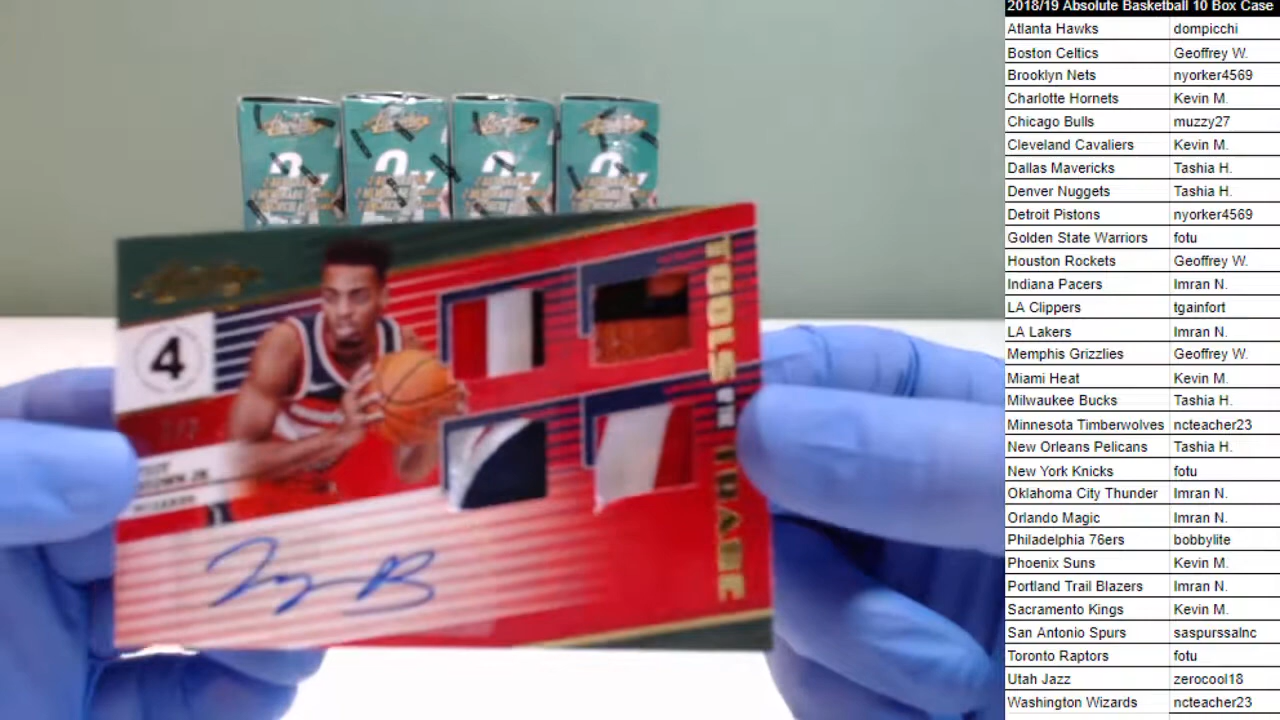 2018/19 Absolute Basketball 10 Box Case
Atlanta Hawks dompicchi
Boston Celtics Geoffrey W.
Brooklyn Nets nyorker4569
Charlotte Hornets Kevin M.
Chicago Bulls muzzy27
Cleveland Cavaliers Kevin M.
Dallas Mavericks Tashia H.
Denver Nuggets Tashia H.
Detroit Pistons nyorker4569
Golden State Warriors fotu
Houston Rockets Geoffrey W.
Indiana Pacers Imran N.
LA Clippers tgainfort
LA Lakers Imran N.
Memphis Grizzlies Geoffrey W.
Miami Heat Kevin M.
Milwaukee Bucks Tashia H.
Minnesota Timberwolves ncteacher23
New Orleans Pelicans Tashia H.
New York Knicks fotu
Oklahoma City Thunder Imran N.
Orlando Magic Imran N.
Philadelphia 76ers bobbylite
Phoenix Suns Kevin M.
Portland Trail Blazers Imran N.
Sacramento Kings Kevin M.
San Antonio Spurs saspurssalnc
Toronto Raptors fotu
Utah Jazz zerocool18
Washington Wizards ncteacher23
4
TOOLS OF THE TRADE
WIZARDS